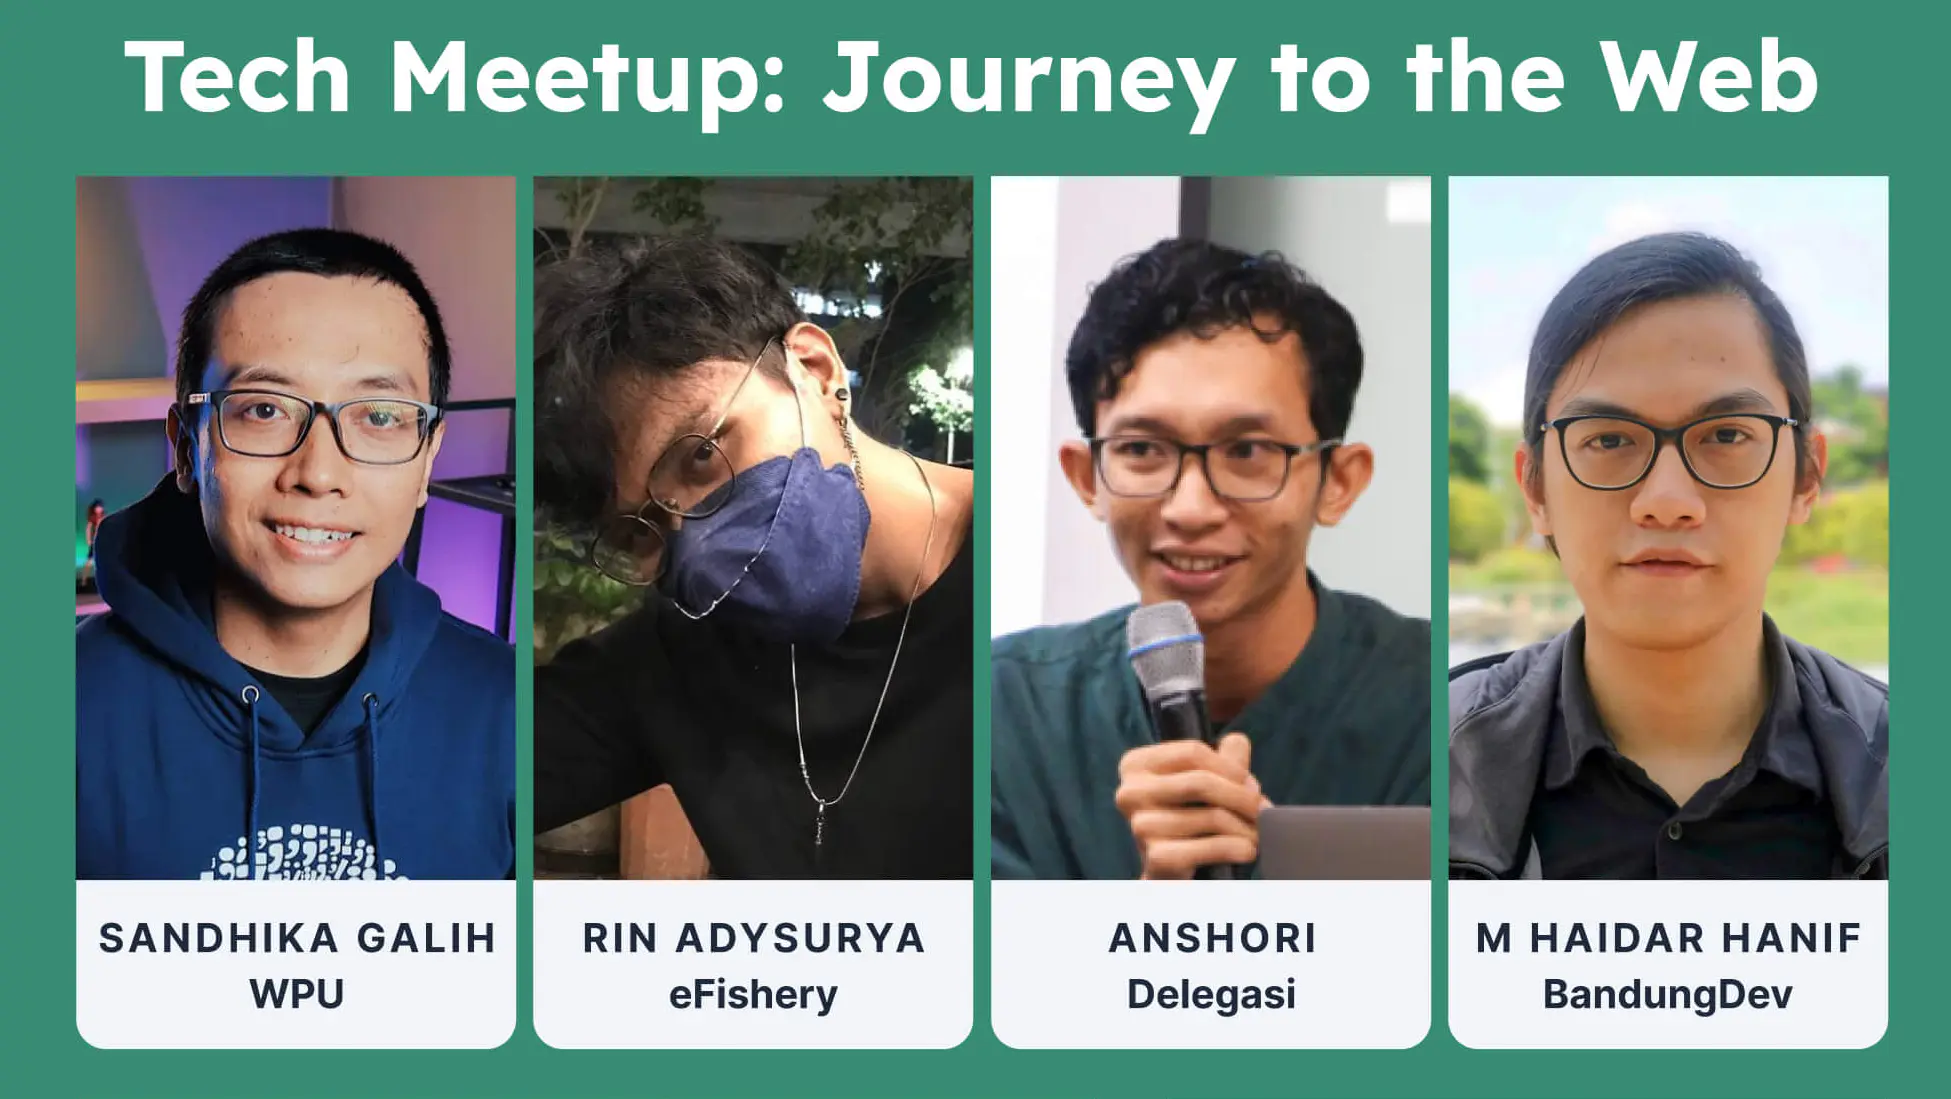 Tech Meetup: Journey to the Web
SANDHIKA GALIH
WPU
RIN ADYSURYA
eFishery
ANSHORI
Delegasi
M HAIDAR HANIF
BandungDev